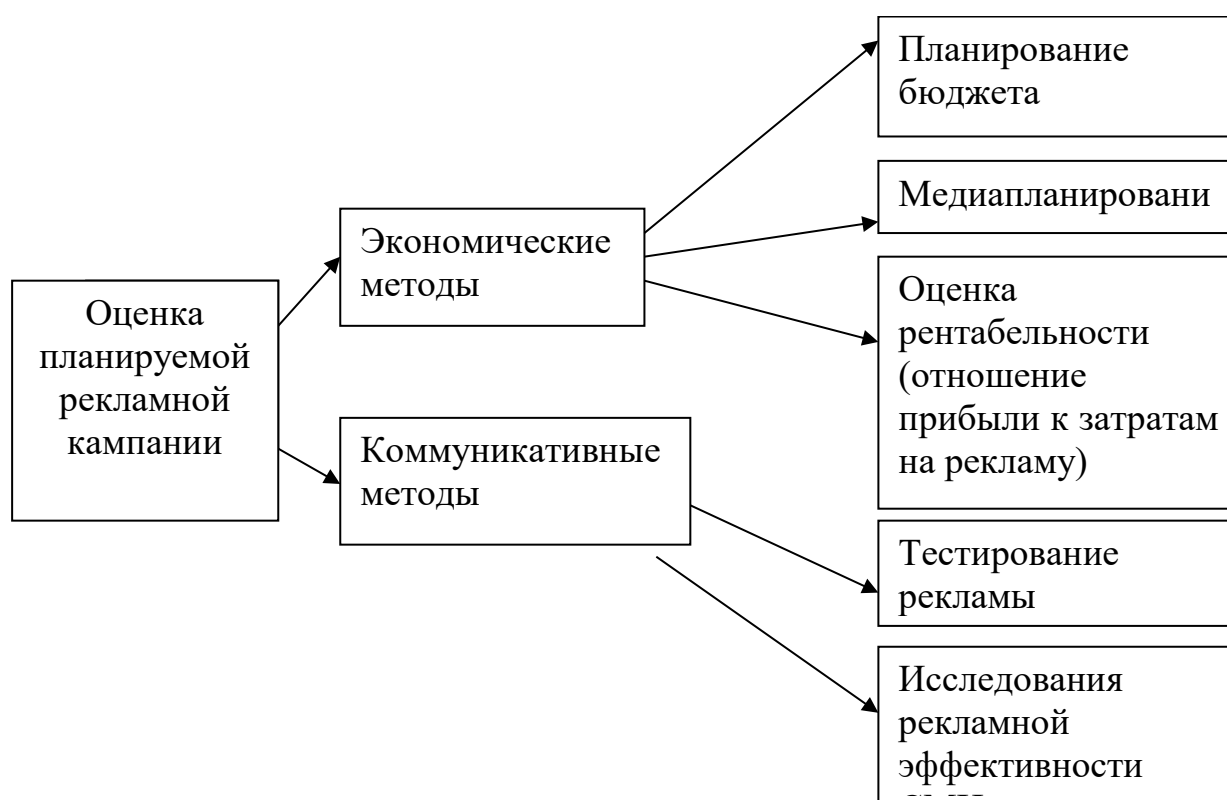 Оценка
планируемой
рекламной
кампании
Экономические
методы
Коммуникативные
методы
Планирование
бюджета
Медиапланировани
Оценка
рентабельности
(отношение
прибыли к затратам
на рекламу)
Тестирование
рекламы
Исследования
рекламной
эффективности